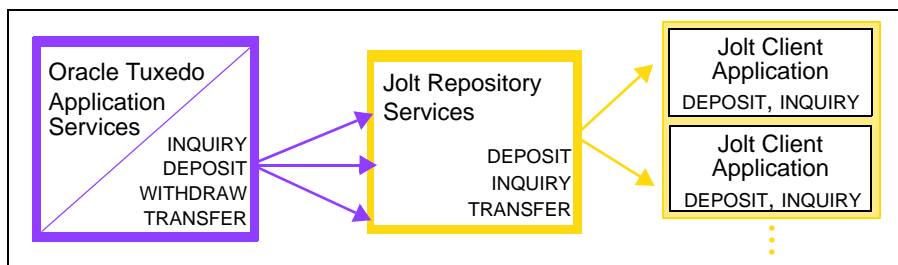 Oracle Tuxedo
Application
Services
INQUIRY
DEPOSIT
WITHDRAW
TRANSFER
Jolt Repository
Services
DEPOSIT
INQUIRY
TRANSFER
Jolt Client
Application
DEPOSIT, INQUIRY
Jolt Client
Application
DEPOSIT, INQUIRY